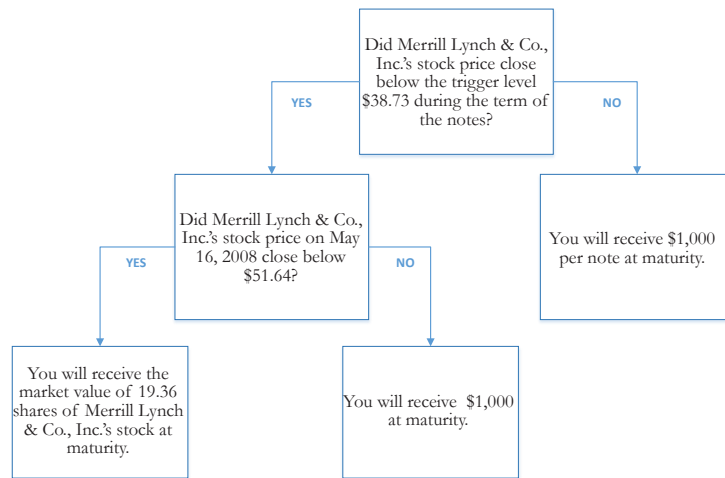 Did Merrill Lynch & Co.,
Inc.'s stock price close
below the trigger level
$38.73 during the term of
the notes?
YES
NO
Did Merrill Lynch & Co.,
Inc.'s stock price on May
16, 2008 close below
$51.64?
You will receive $1,000
per note at maturity.
YES
NO
You will receive the
market value of 19.36
shares of Merrill Lynch
& Co., Inc.'s stock at
maturity.
You will receive $1,000
at maturity.